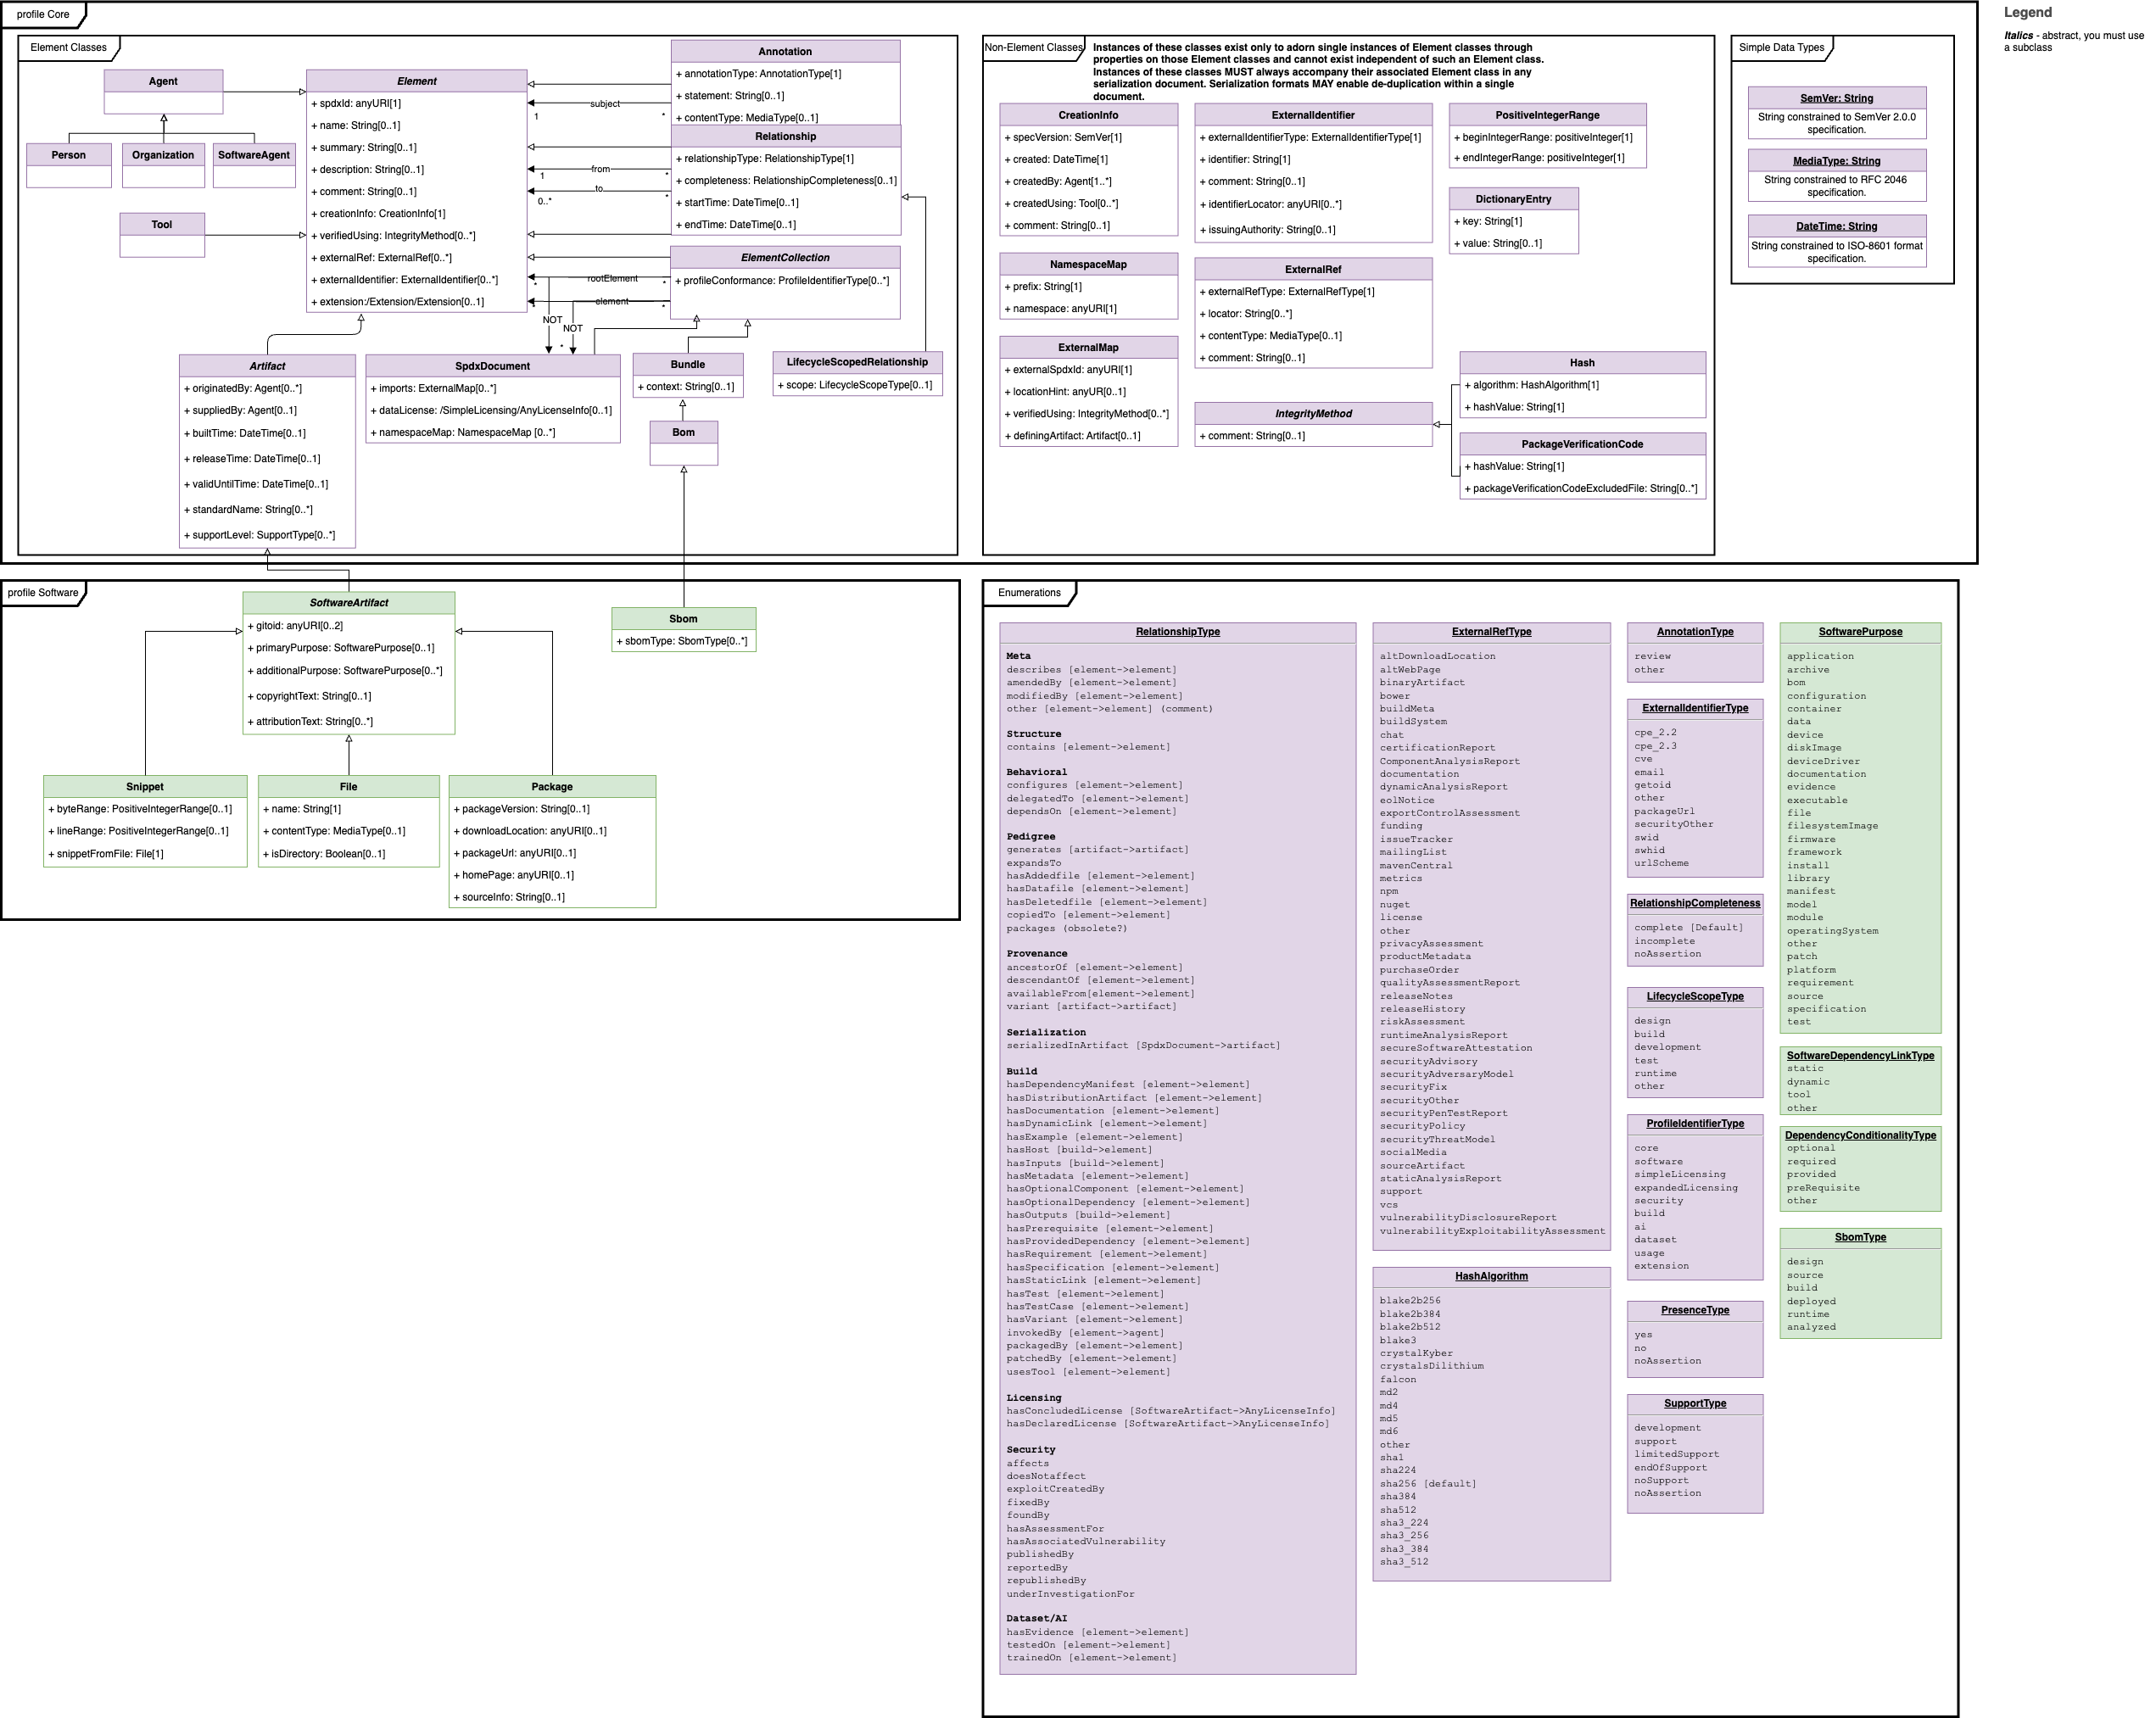 profile Core
Element Classes
Agent
Person
Organization
SoftwareAgent
Tool
Element
+ spdxId: anyURI[1]
+ name: String[0..1]
+ summary: String[0..1]
+ description: String[0..1]
+ comment: String[0..1]
+ creationInfo: CreationInfo[1]
+ verifiedUsing: IntegrityMethod[0..*]
+ externalRef: ExternalRef[0..*]
+ externalIdentifier: ExternalIdentifier[0..*]
+ extension:/Extension/Extension[0..1]
subject
1
*
from
1
*
to
0..*
*
rootElement
*
*
element
*
*
NOT
NOT
*
Annotation
+ annotationType: AnnotationType[1]
+ statement: String[0..1]
+ contentType: MediaType[0..1]
Relationship
+ relationshipType: RelationshipType[1]
+ completeness: RelationshipCompleteness[0..1]
+ startTime: DateTime[0..1]
+ endTime: DateTime[0..1]
ElementCollection
+ profileConformance: ProfileIdentifierType[0..*]
Artifact
+ originatedBy: Agent[0..*]
+ suppliedBy: Agent[0..1]
+ builtTime: DateTime[0..1]
+ releaseTime: DateTime[0..1]
+ validUntilTime: DateTime[0..1]
+ standardName: String[0..*]
+ supportLevel: SupportType[0..*]
SpdxDocument
+ imports: ExternalMap[0..*]
+ dataLicense: /SimpleLicensing/AnyLicenseInfo[0..1]
+ namespaceMap: NamespaceMap [0..*]
Bundle
+ context: String[0..1]
Bom
LifecycleScopedRelationship
+ scope: LifecycleScopeType[0..1]
Non-Element Classes
Instances of these classes exist only to adorn single instances of Element classes through
properties on those Element classes and cannot exist independent of such an Element class.
Instances of these classes MUST always accompany their associated Element class in any
serialization document. Serialization formats MAY enable de-duplication within a single
document.
CreationInfo
+ specVersion: SemVer[1]
+ created: DateTime[1]
+ createdBy: Agent[1..*]
+ createdUsing: Tool[0..*]
+ comment: String[0..1]
NamespaceMap
+ prefix: String[1]
+ namespace: anyURI[1]
ExternalMap
+ externalSpdxId: anyURI[1]
+ locationHint: anyUR[0..1]
+ verifiedUsing: IntegrityMethod[0..*]
+ definingArtifact: Artifact[0..1]
ExternalIdentifier
+ externalIdentifierType: ExternalIdentifierType[1]
+ identifier: String[1]
+ comment: String[0..1]
+ identifierLocator: anyURI[0..*]
+ issuingAuthority: String[0..1]
ExternalRef
+ externalRefType: ExternalRefType[1]
+ locator: String[0..*]
+ contentType: MediaType[0..1]
+ comment: String[0..1]
IntegrityMethod
+ comment: String[0..1]
PositiveIntegerRange
+ beginIntegerRange: positiveInteger[1]
+ endIntegerRange: positiveInteger[1]
DictionaryEntry
+ key: String[1]
+ value: String[0..1]
Hash
+ algorithm: HashAlgorithm[1]
+ hashValue: String[1]
PackageVerificationCode
+ hashValue: String[1]
+ packageVerificationCodeExcludedFile: String[0..*]
Simple Data Types
SemVer: String
String constrained to SemVer 2.0.0
specification.
MediaType: String
String constrained to RFC 2046
specification.
DateTime: String
String constrained to ISO-8601 format
specification.
Legend
Italics - abstract, you must use
a subclass
profile Software
SoftwareArtifact
+ gitoid: anyURI[0..2]
+ primaryPurpose: SoftwarePurpose[0..1]
+ additionalPurpose: SoftwarePurpose[0..*]
+ copyrightText: String[0..1]
+ attributionText: String[0..*]
Sbom
+ sbomType: SbomType[0..*]
Snippet
+ byteRange: PositiveIntegerRange[0..1]
+ lineRange: PositiveIntegerRange[0..1]
+ snippetFromFile: File[1]
File
+ name: String[1]
+ contentType: MediaType[0..1]
+ isDirectory: Boolean[0..1]
Package
+ packageVersion: String[0..1]
+ downloadLocation: anyURI[0..1]
+ packageUrl: anyURI[0..1]
+ homePage: anyURI[0..1]
+ sourceInfo: String[0..1]
Enumerations
RelationshipType
Meta
describes [element->element]
amendedBy [element->element]
modifiedBy [element->element]
other [element->element] (comment)
Structure
contains [element->element]
Behavioral
configures [element->element]
delegatedTo [element->element]
dependsOn [element->element]
Pedigree
generates [artifact->artifact]
expandsTo
hasAddedfile [element->element]
hasDatafile [element->element]
hasDeletedfile [element->element]
copiedTo [element->element]
packages (obsolete?)
Provenance
ancestorOf [element->element]
descendantOf [element->element]
availableFrom[element->element]
variant [artifact->artifact]
Serialization
serializedInArtifact [SpdxDocument->artifact]
Build
hasDependencyManifest [element->element]
hasDistributionArtifact [element->element]
hasDocumentation [element->element]
hasDynamicLink [element->element]
hasExample [element->element]
hasHost [build->element]
hasInputs [build->element]
hasMetadata [element->element]
hasOptionalComponent [element->element]
hasOptionalDependency [element->element]
hasOutputs [build->element]
hasPrerequisite [element->element]
hasProvidedDependency [element->element]
hasRequirement [element->element]
hasSpecification [element->element]
hasStaticLink [element->element]
hasTest [element->element]
hasTestCase [element->element]
hasVariant [element->element]
invokedBy [element->agent]
packagedBy [element->element]
patchedBy [element->element]
usesTool [element->element]
Licensing
hasConcludedLicense [SoftwareArtifact->AnyLicenseInfo]
hasDeclaredLicense [SoftwareArtifact->AnyLicenseInfo]
Security
affects
doesNotaffect
exploitCreatedBy
fixedBy
foundBy
hasAssessmentFor
hasAssociatedVulnerability
publishedBy
reportedBy
republishedBy
underInvestigationFor
Dataset/AI
hasEvidence [element->element]
testedOn [element->element]
trainedOn [element->element]
ExternalRefType
altDownloadLocation
altWebPage
binaryArtifact
bower
buildMeta
buildSystem
chat
certificationReport
ComponentAnalysisReport
documentation
dynamicAnalysisReport
eolNotice
exportControlAssessment
funding
issueTracker
mailingList
mavenCentral
metrics
npm
nuget
license
other
privacyAssessment
productMetadata
purchaseOrder
qualityAssessmentReport
releaseNotes
releaseHistory
riskAssessment
runtimeAnalysisReport
secureSoftwareAttestation
securityAdvisory
securityAdversaryModel
securityFix
securityOther
securityPenTestReport
securityPolicy
securityThreatModel
socialMedia
sourceArtifact
staticAnalysisReport
support
vcs
vulnerabilityDisclosureReport
vulnerabilityExploitabilityAssessment
HashAlgorithm
blake2b256
blake2b384
blake2b512
blake3
crystalKyber
crystalsDilithium
falcon
md2
md4
md5
md6
other
sha1
sha224
sha256 [default]
sha384
sha512
sha3_224
sha3_256
sha3_384
sha3_512
AnnotationType
review
other
ExternalIdentifierType
cpe_2.2
cpe_2.3
cve
email
getoid
other
packageUrl
securityOther
swid
swhid
urlScheme
RelationshipCompleteness
complete [Default]
incomplete
noAssertion
LifecycleScopeType
design
build
development
test
runtime
other
ProfileIdentifierType
core
software
simpleLicensing
expandedLicensing
security
build
ai
dataset
usage
extension
PresenceType
yes
no
noAssertion
SupportType
development
support
limitedSupport
endOfSupport
noSupport
noAssertion
SoftwarePurpose
application
archive
bom
configuration
container
data
device
diskImage
deviceDriver
documentation
evidence
executable
file
filesystemImage
firmware
framework
install
library
manifest
model
module
operatingSystem
other
patch
platform
requirement
source
specification
test
SoftwareDependencyLinkType
static
dynamic
tool
other
DependencyConditionalityType
optional
required
provided
preRequisite
other
SbomType
design
source
build
deployed
runtime
analyzed